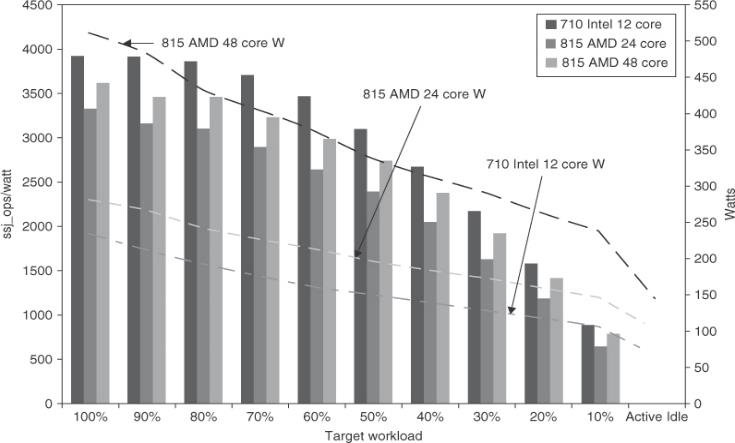 4500
4000
3500
3000
2500
2000
1500
1000
500
0
ssj_ops/watt
550
500
450
400
350
300
250
200
150
100
50
0
Watts
710 Intel 12 core
815 AMD 24 core
815 AMD 48 core
815 AMD 48 core W
815 AMD 24 core W
710 Intel 12 core W
100% 90% 80% 70% 60% 50% 40% 30% 20% 10% Active Idle
Target workload